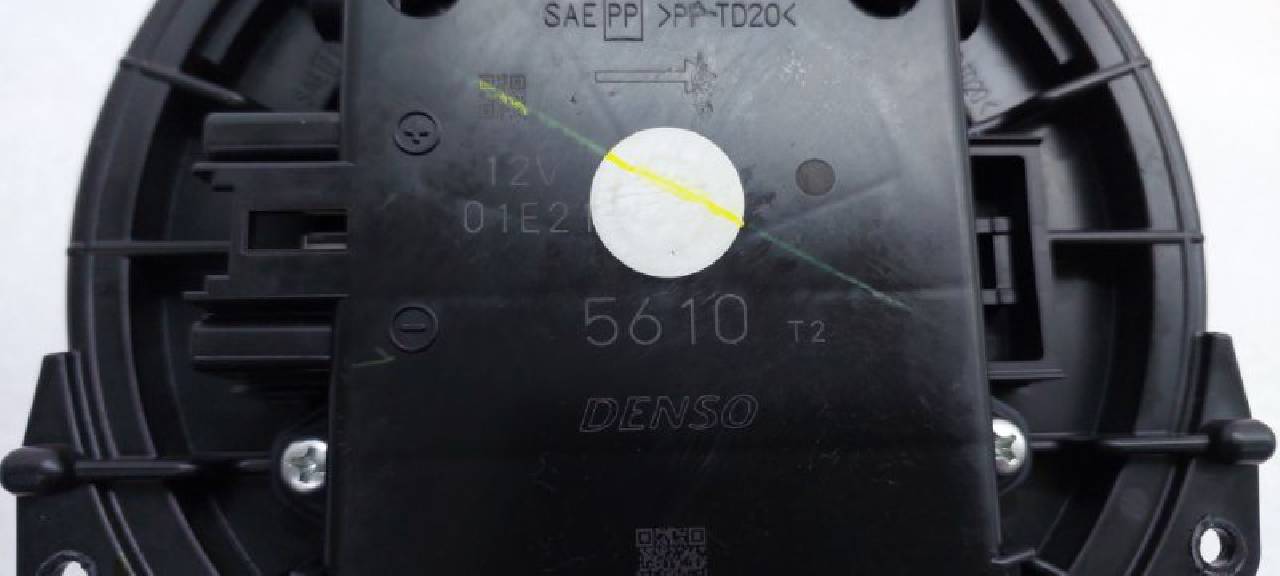 SAE PP >PP-TD20<
12V
01E21
5610 T2
DENSO